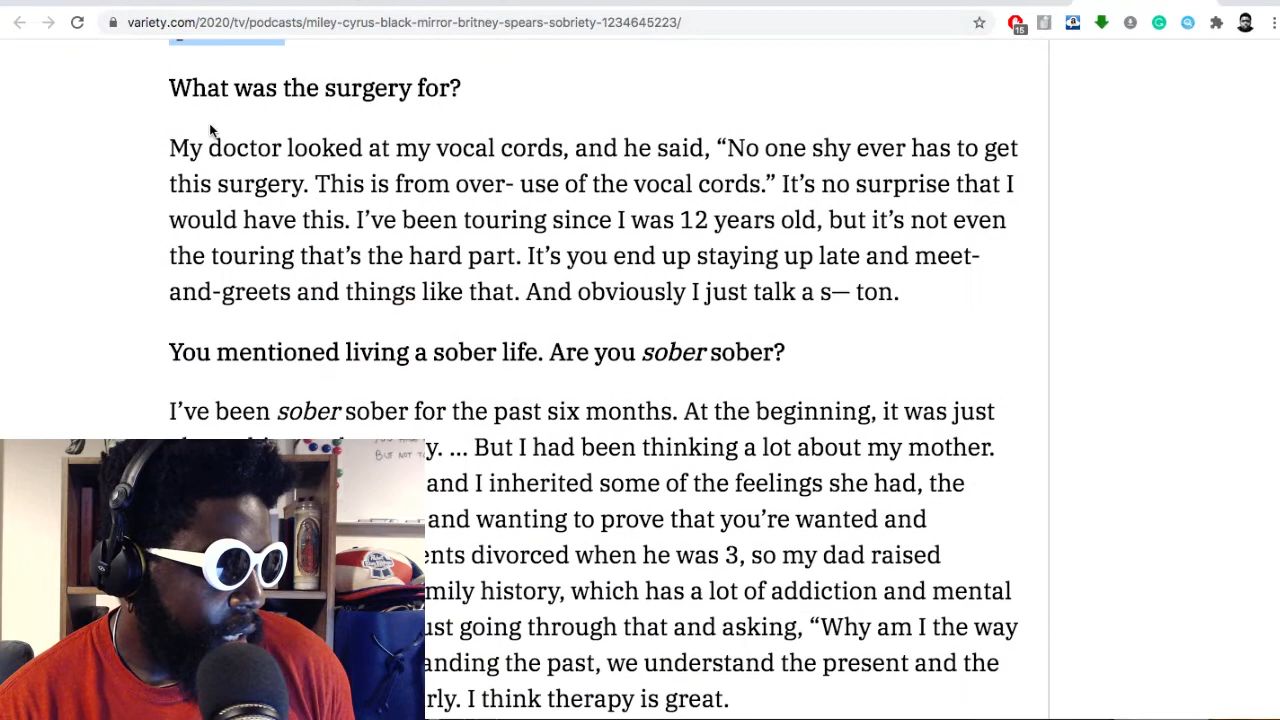 variety.com/2020/tv/podcasts/miley-cyrus-black-mirror-britney-spears-sobriety-1234645223/
15
What was the surgery for?
My doctor looked at my vocal cords, and he said, “No one shy ever has to get
this surgery. This is from over- use of the vocal cords.” It’s no surprise that I
would have this. I’ve been touring since I was 12 years old, but it’s not even
the touring that’s the hard part. It’s you end up staying up late and meet-
and-greets and things like that. And obviously I just talk a s— ton.
You mentioned living a sober life. Are you sober sober?
I’ve been sober sober for the past six months. At the beginning, it was just
y. ... But I had been thinking a lot about my mother.
and I inherited some of the feelings she had, the
and wanting to prove that you’re wanted and
ents divorced when he was 3, so my dad raised
mily history, which has a lot of addiction and mental
ust going through that and asking, “Why am I the way
anding the past, we understand the present and the
rly. I think therapy is great.
BUT NOT